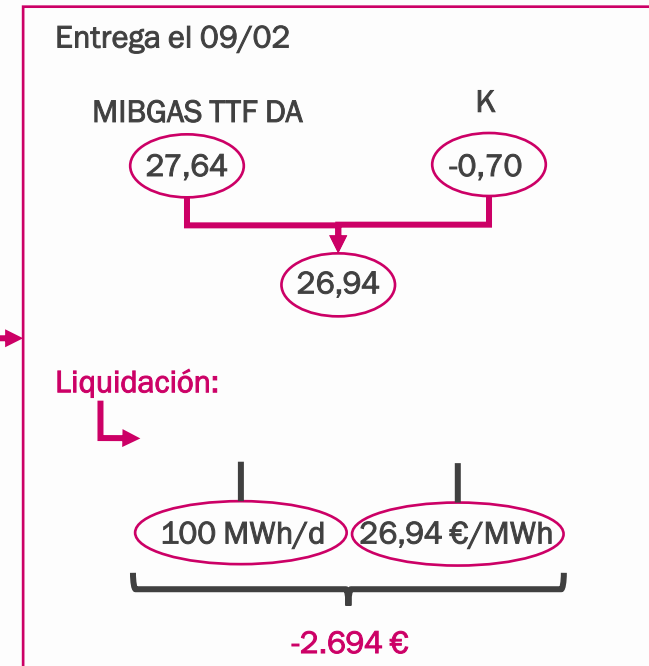 Entrega el 09/02
MIBGAS TTF DA
K
27,64
-0,70
26,94
Liquidación:
100 MWh/d
26,94 €/MWh
-2.694 €